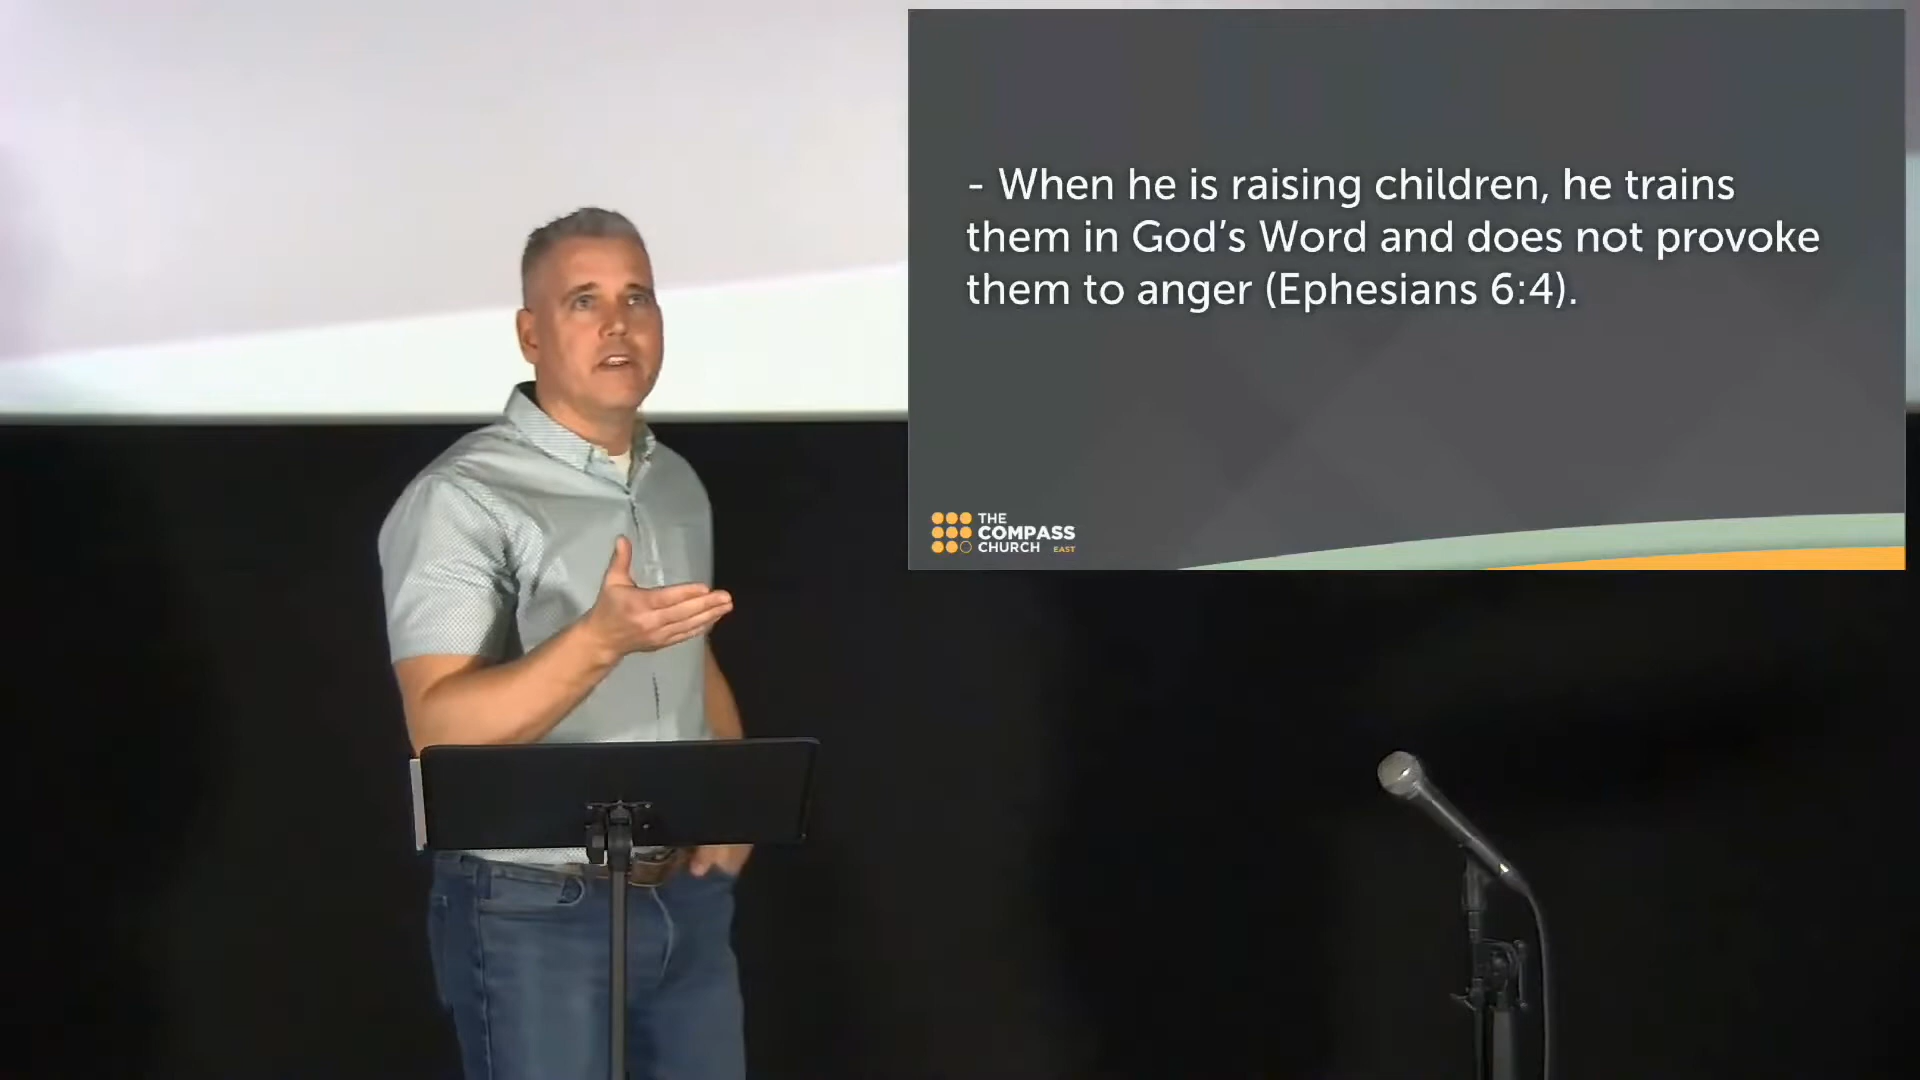 - When he is raising children, he trains
them in God's Word and does not provoke
them to anger (Ephesians 6:4).
THE
COMPASS
CHURCH EAST